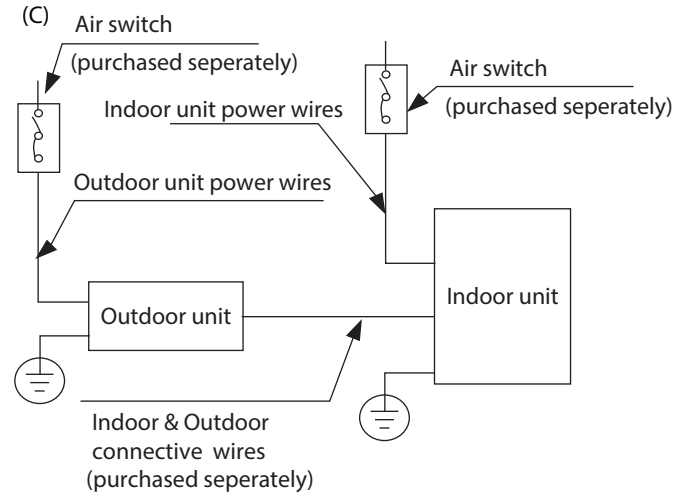 (C)
Air switch
(purchased seperately)
Air switch
(purchased seperately)
Indoor unit power wires
Outdoor unit power wires
Outdoor unit
Indoor unit
Indoor & Outdoor
connective wires
(purchased seperately)